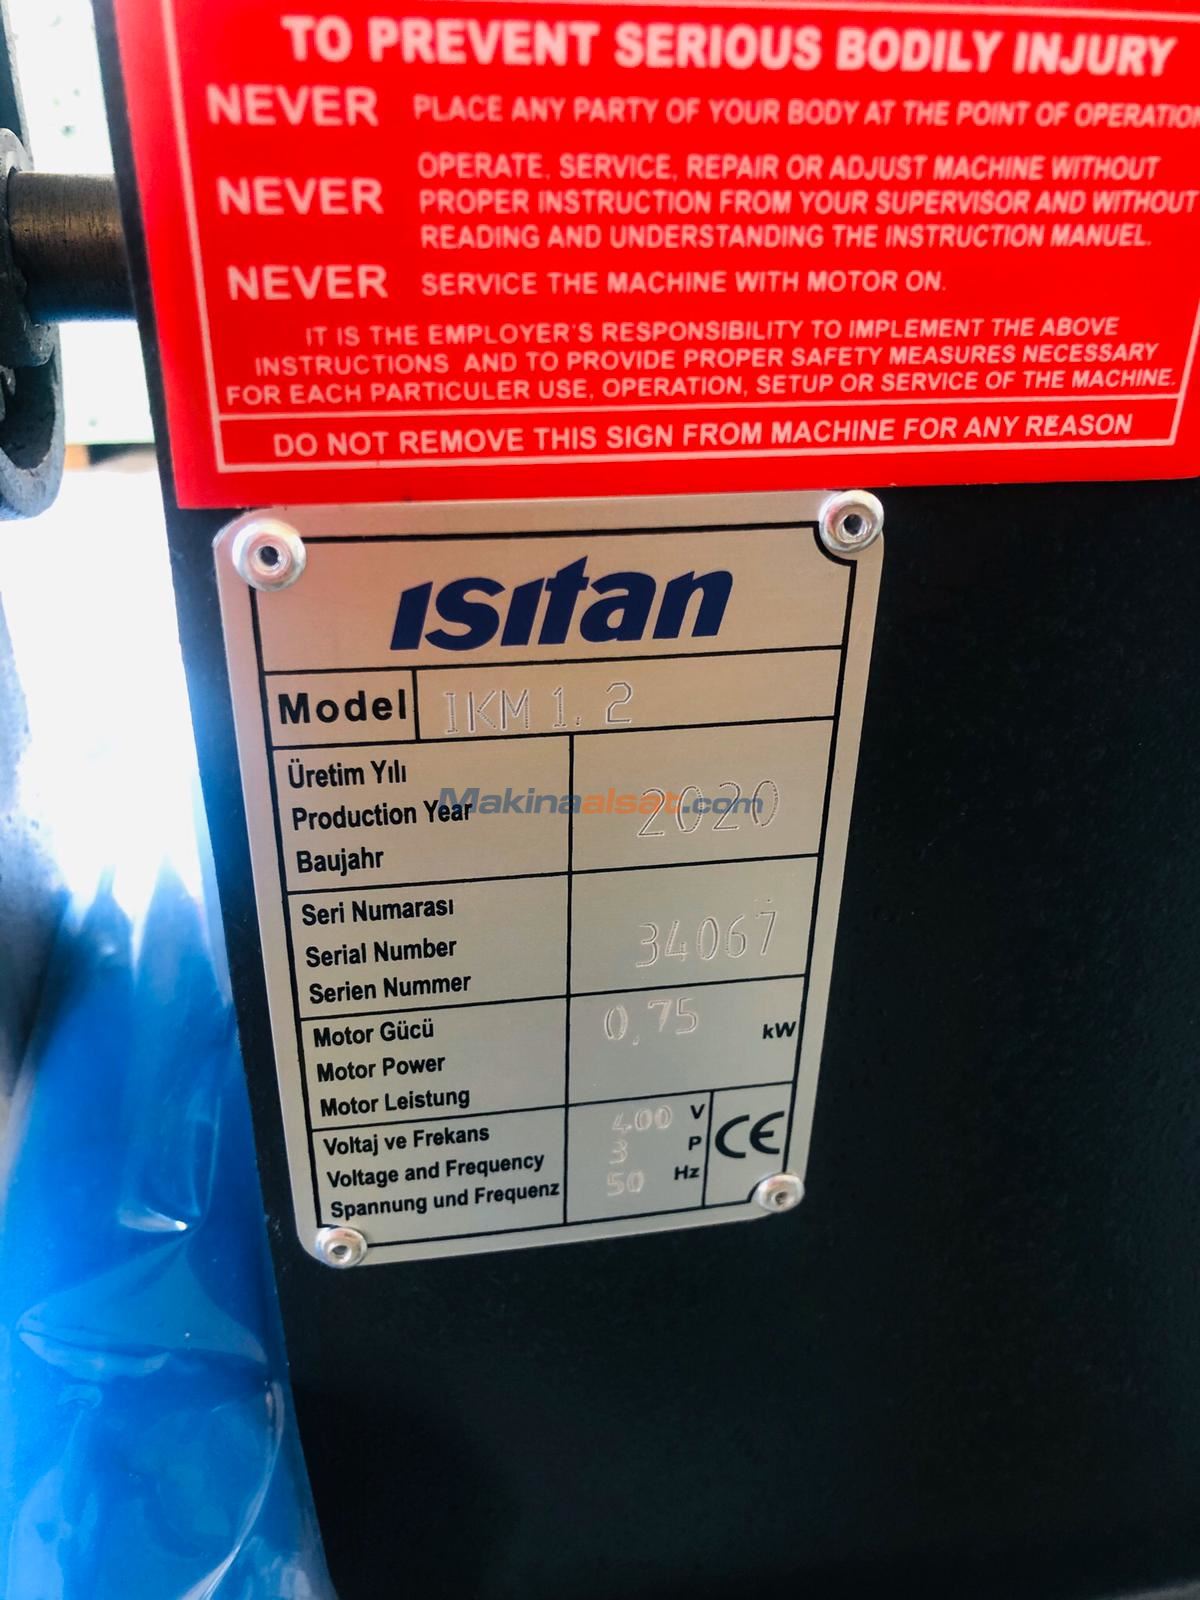 TO PREVENT SERIOUS BODILY INJURY
NEVER PLACE ANY PARTY OF YOUR BODY AT THE POINT OF OPERATION
NEVER OPERATE, SERVICE, REPAIR OR ADJUST MACHINE WITHOUT
PROPER INSTRUCTION FROM YOUR SUPERVISOR AND WITHOUT
READING AND UNDERSTANDING THE INSTRUCTION MANUEL.
NEVER SERVICE THE MACHINE WITH MOTOR ON.
IT IS THE EMPLOYER'S RESPONSIBILITY TO IMPLEMENT THE ABOVE
INSTRUCTIONS AND TO PROVIDE PROPER SAFETY MEASURES NECESSARY
FOR EACH PARTICULER USE, OPERATION, SETUP OR SERVICE OF THE MACHINE.
DO NOT REMOVE THIS SIGN FROM MACHINE FOR ANY REASON
ısıtan
Model IKM 1.2
Üretim Yılı
Production Year 2020
Baujahr
Makinaalsat.com
Seri Numarası
Serial Number 34067
Serien Nummer
Motor Gücü 0,75 kW
Motor Power
Motor Leistung
Voltaj ve Frekans 400 V
Voltage and Frequency 3 P
Spannung und Frequenz 50 Hz
CE